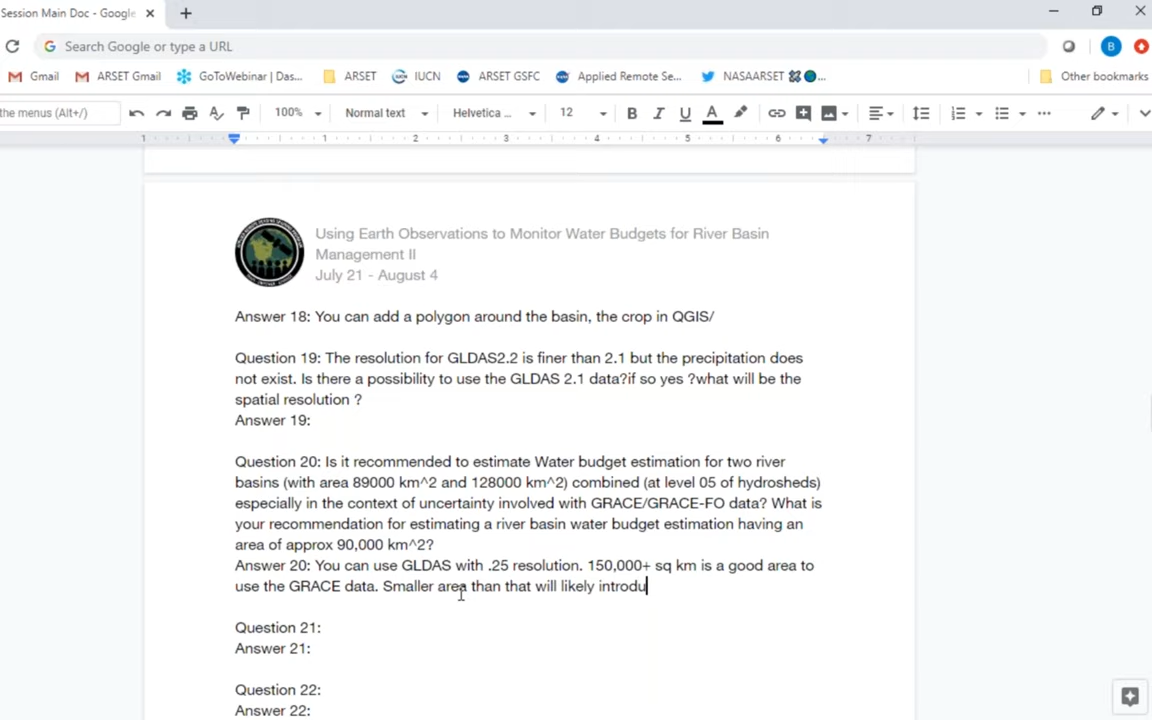 Session Main Doc - Google
Search Google or type a URL
Gmail
ARSET Gmail
GoToWebinar | Das...
ARSET
IUCN
ARSET GSFC
Applied Remote Se...
NASAARSET
Other bookmarks
the menus (Alt+/)
100%
Normal text
Helvetica ...
12
B I U A
1 1 2 3 4 5 6 7
Using Earth Observations to Monitor Water Budgets for River Basin
Management II
July 21 - August 4
Answer 18: You can add a polygon around the basin, the crop in QGIS/
Question 19: The resolution for GLDAS2.2 is finer than 2.1 but the precipitation does
not exist. Is there a possibility to use the GLDAS 2.1 data?if so yes ?what will be the
spatial resolution ?
Answer 19:
Question 20: Is it recommended to estimate Water budget estimation for two river
basins (with area 89000 km^2 and 128000 km^2) combined (at level 05 of hydrosheds)
especially in the context of uncertainty involved with GRACE/GRACE-FO data? What is
your recommendation for estimating a river basin water budget estimation having an
area of approx 90,000 km^2?
Answer 20: You can use GLDAS with .25 resolution. 150,000+ sq km is a good area to
use the GRACE data. Smaller area than that will likely introdu
Question 21:
Answer 21:
Question 22:
Answer 22: